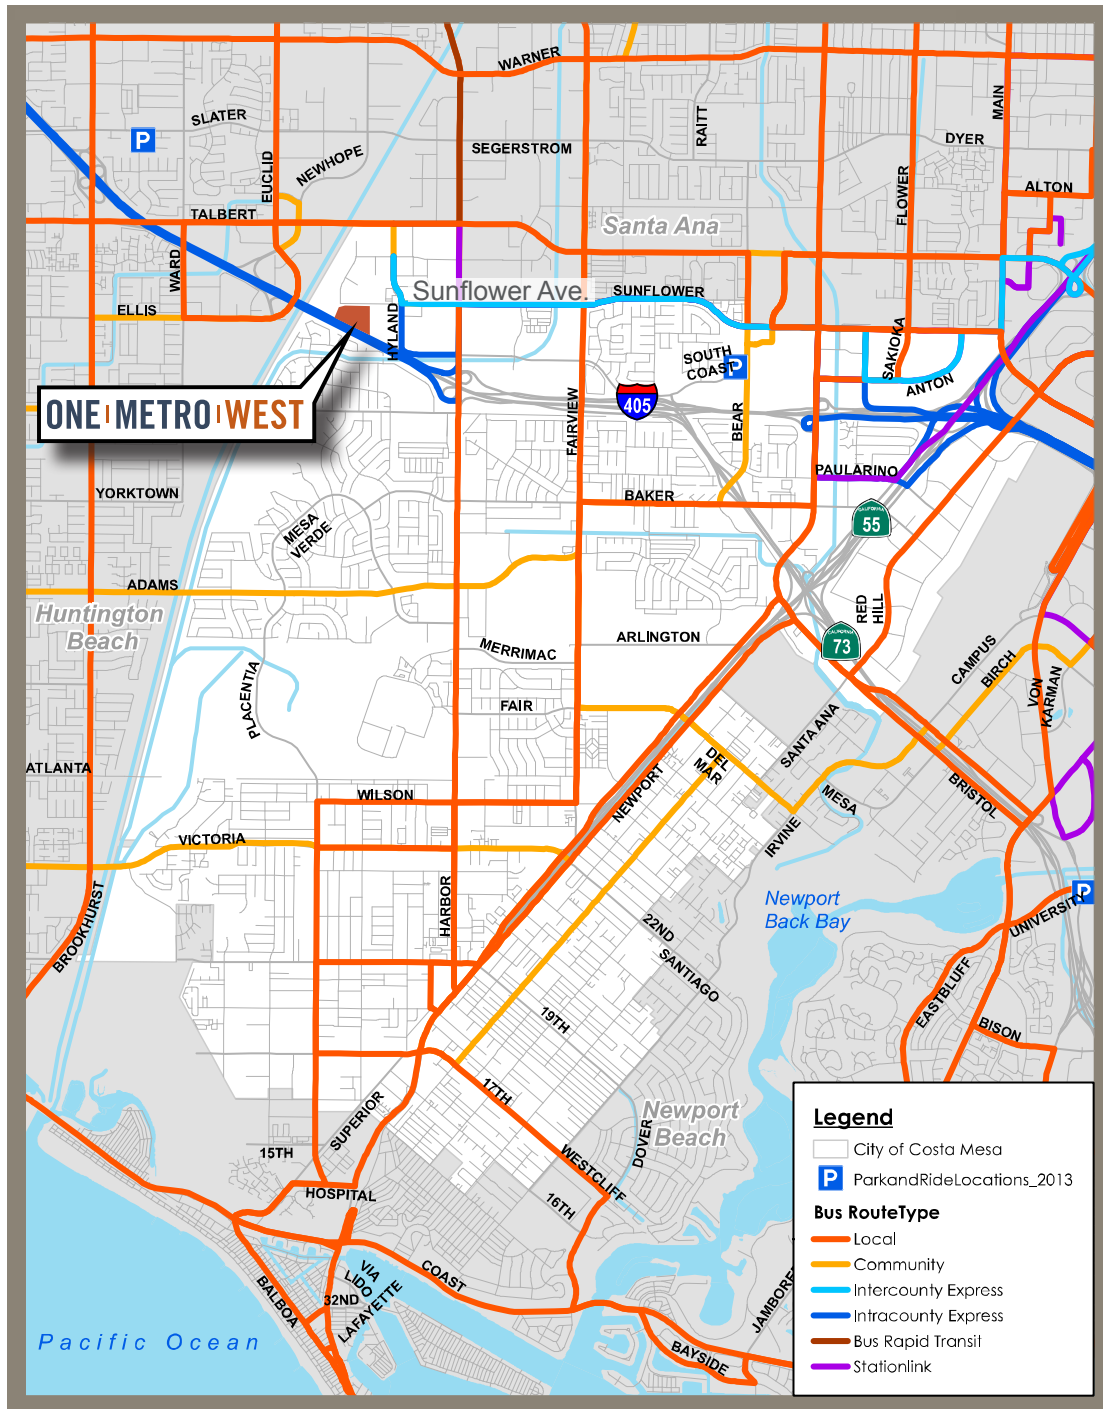 WARNER
SLATER
P
EUCLID
NEWHOPE
SEGERSTROM
RAITT
MAIN
DYER
ALTON
FLOWER
TALBERT
Santa Ana
WARD
ELLIS
Sunflower Ave.
SUNFLOWER
HYLAND
SOUTH
COAST
P
SAKIOKA
ANTON
ONE METRO WEST
405
FAIRVIEW
BEAR
PAULARINO
YORKTOWN
BAKER
MESA
VERDE
CALIFORNIA
55
ADAMS
Huntington
Beach
RED
HILL
ARLINGTON
MERRIMAC
CALIFORNIA
73
CAMPUS
BIRCH
VON
KARMAN
PLACENTIA
FAIR
SANTA ANA
DEL
MAR
ATLANTA
WILSON
NEWPORT
MESA
BRISTOL
IRVINE
VICTORIA
HARBOR
Newport
Back Bay
P
UNIVERSITY
BROOKHURST
22ND
SANTIAGO
EASTBLUFF
BISON
19TH
17TH
SUPERIOR
15TH
Newport
Beach
DOVER
WESTCLIFF
16TH
HOSPITAL
COAST
VIA
LIDO
32ND
LAFAYETTE
BALBOA
JAMBORE
BAYSIDE
Pacific Ocean
Legend
City of Costa Mesa
P ParkandRideLocations_2013
Bus RouteType
Local
Community
Intercounty Express
Intracounty Express
Bus Rapid Transit
Stationlink